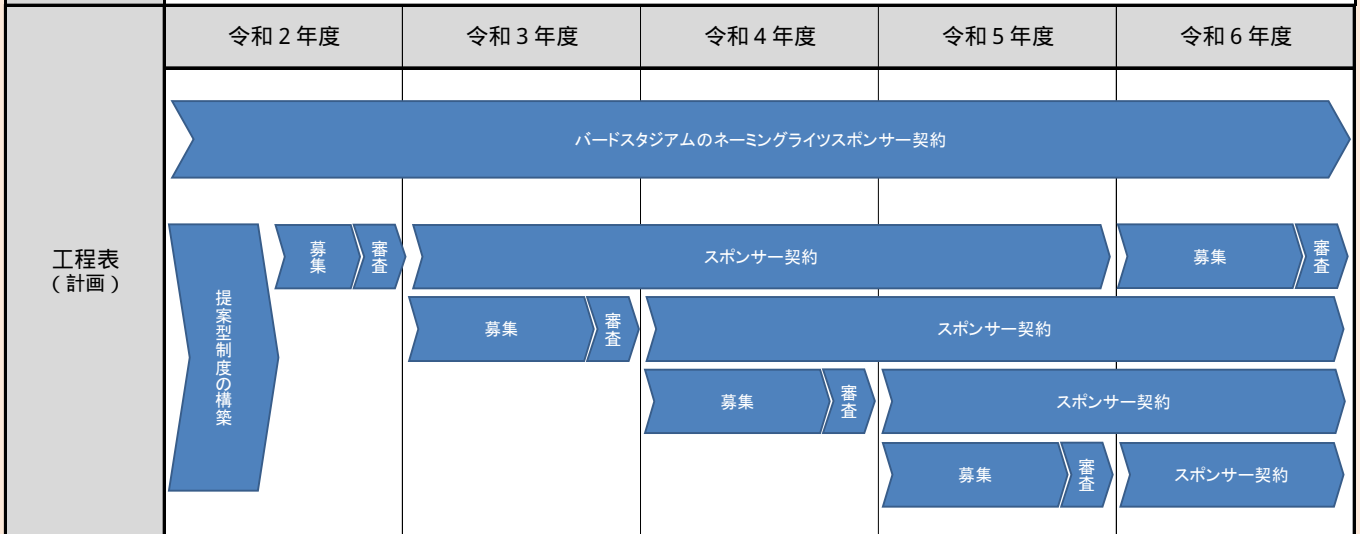 令和２年度
令和３年度
令和４年度
令和５年度
令和６年度
工程表
（計画）
バードスタジアムのネーミングライツスポンサー契約
提案型制度の構築
募集
審査
スポンサー契約
募集
審査
募集
審査
スポンサー契約
募集
審査
スポンサー契約
募集
審査
スポンサー契約